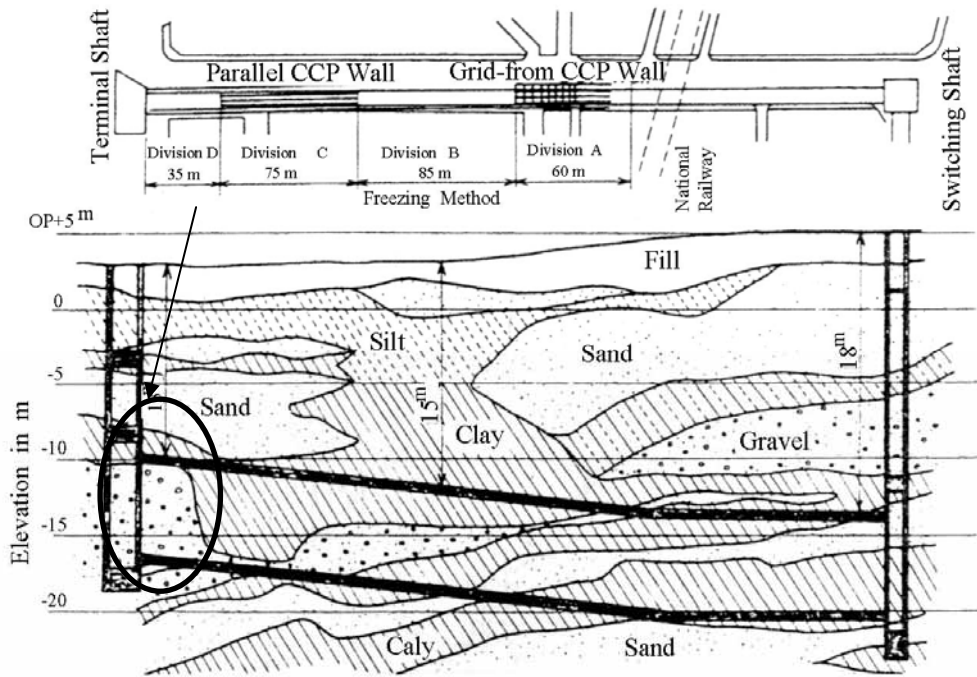 Terminal Shaft
Parallel CCP Wall
Grid-from CCP Wall
Switching Shaft
Division D
Division C
Division B
Division A
35 m
75 m
85 m
60 m
Freezing Method
National
Railway
OP+5 m
Fill
0
Silt
Sand
18 m
-5
Sand
15 m
Clay
Gravel
-10
-15
-20
Caly
Sand
Elevation in m